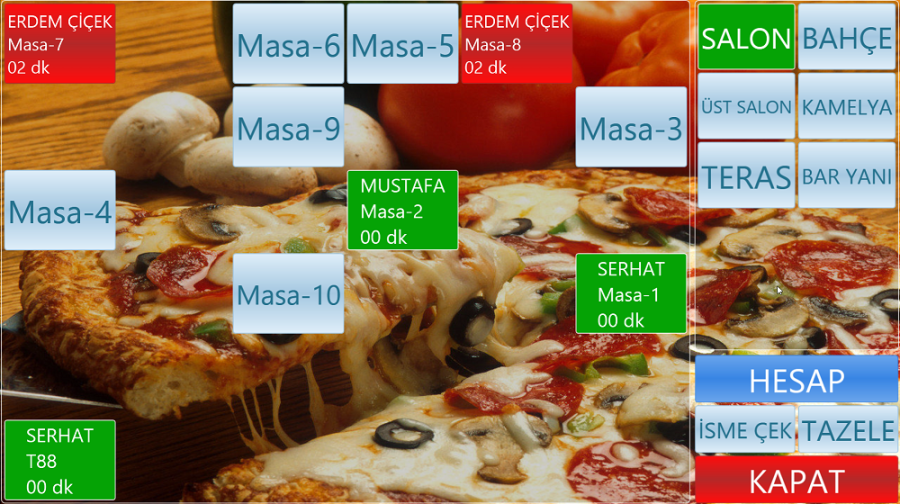 ERDEM ÇİÇEK
Masa-7
02 dk
Masa-6
Masa-5
ERDEM ÇİÇEK
Masa-8
02 dk
Masa-9
Masa-3
Masa-4
MUSTAFA
Masa-2
00 dk
Masa-10
SERHAT
Masa-1
00 dk
SERHAT
T88
00 dk
SALON
BAHÇE
ÜST SALON
KAMELYA
TERAS
BAR YANI
HESAP
İSME ÇEK
TAZELE
KAPAT